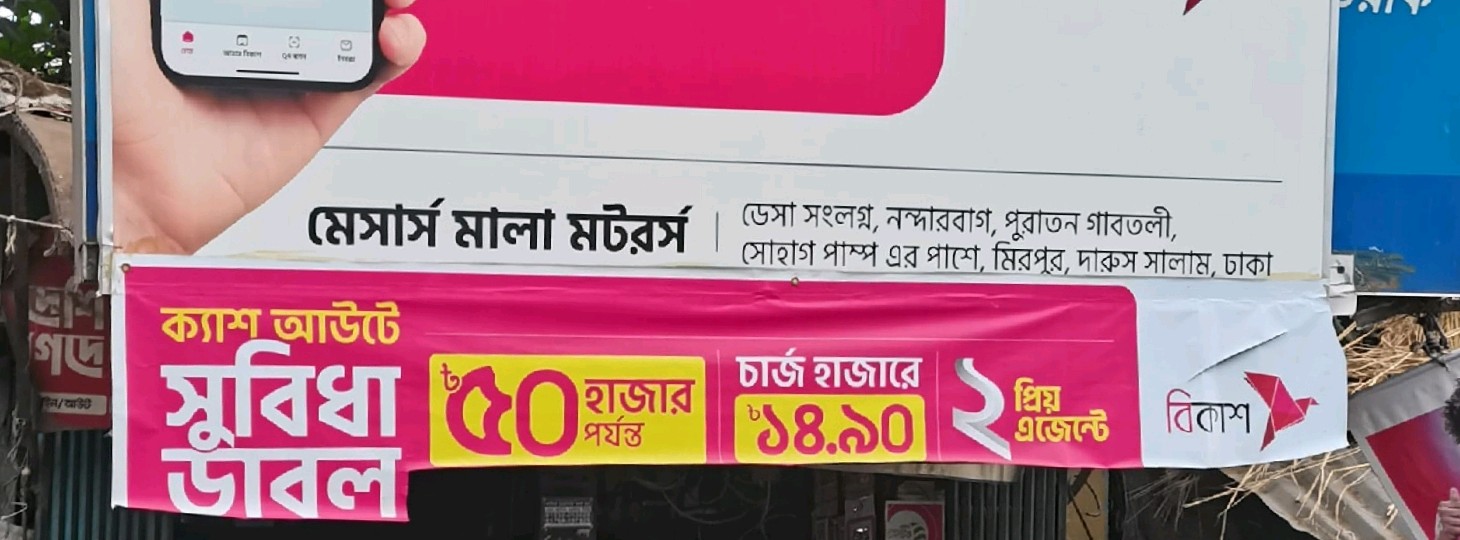 মেসার্স মালা মটরর্স
ডেসা সংলগ্ন, নন্দারবাগ, পুরাতন গাবতলী,
সোহাগ পাম্প এর পাশে, মিরপুর, দারুস সালাম, ঢাকা
ক্যাশ আউটে
সুবিধা
ডাবল
৳৫০ হাজার
পর্যন্ত
চার্জ হাজারে
৳১৪.৯০
২ প্রিয়
এজেন্টে
বিকাশ